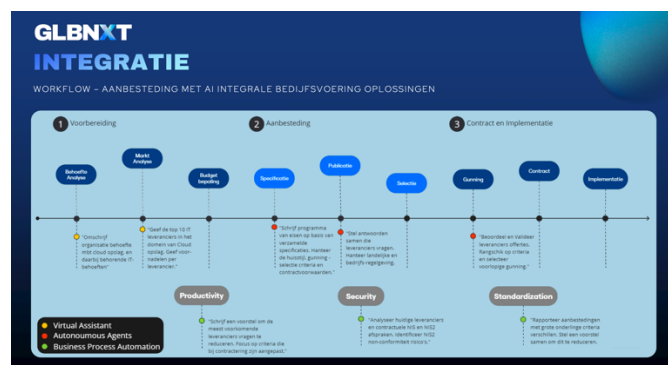 GLBNXT
INTEGRATIE
WORKFLOW – AANBESTEDING MET AI INTEGRALE BEDIJFSVOERING OPLOSSINGEN
1 Voorbereiding
2 Aanbesteding
3 Contract en Implementatie
Behoefte
Analyse
Markt
Analyse
Budget
bepaling
Specificatie
Publicatie
Selectie
Gunning
Contract
Implementatie
"Omschrijf
organisatie behoefte
mbt cloud opslag, en
daarbij behorende IT-
behoeften"
"Geef de top 10 IT
leveranciers in het
domein van Cloud
opslag. Geef voor-
nadelen per
leverancier."
"Schrijf programma
van eisen op basis van
verzamelde
specificaties. Hanteer
de huisstijl, gunning -
selectie criteria en
contractvoorwaarden."
"Stel antwoorden
samen die
leveranciers vragen.
Hanteer landelijke en
bedrijfs-regelgeving.
"Beoordeel en Valideer
leveranciers offertes.
Rangschik op criteria
en selecteer
voorlopige gunning."
Productivity
Security
Standardization
"Schrijf een voorstel om de
meest voorkomende
leveranciers vragen te
reduceren. Focus op criteria die
bij contractering zijn aangepast."
"Analyseer huidige leveranciers
en contractuele NIS en NIS2
afspraken, identificeer NIS2
non-conformiteit risico's."
"Rapporteer aanbestedingen
met grote onderlinge criteria
verschillen. Stel een voorstel
samen om dit te reduceren."
Virtual Assistant
Autonoumous Agents
Business Process Automation